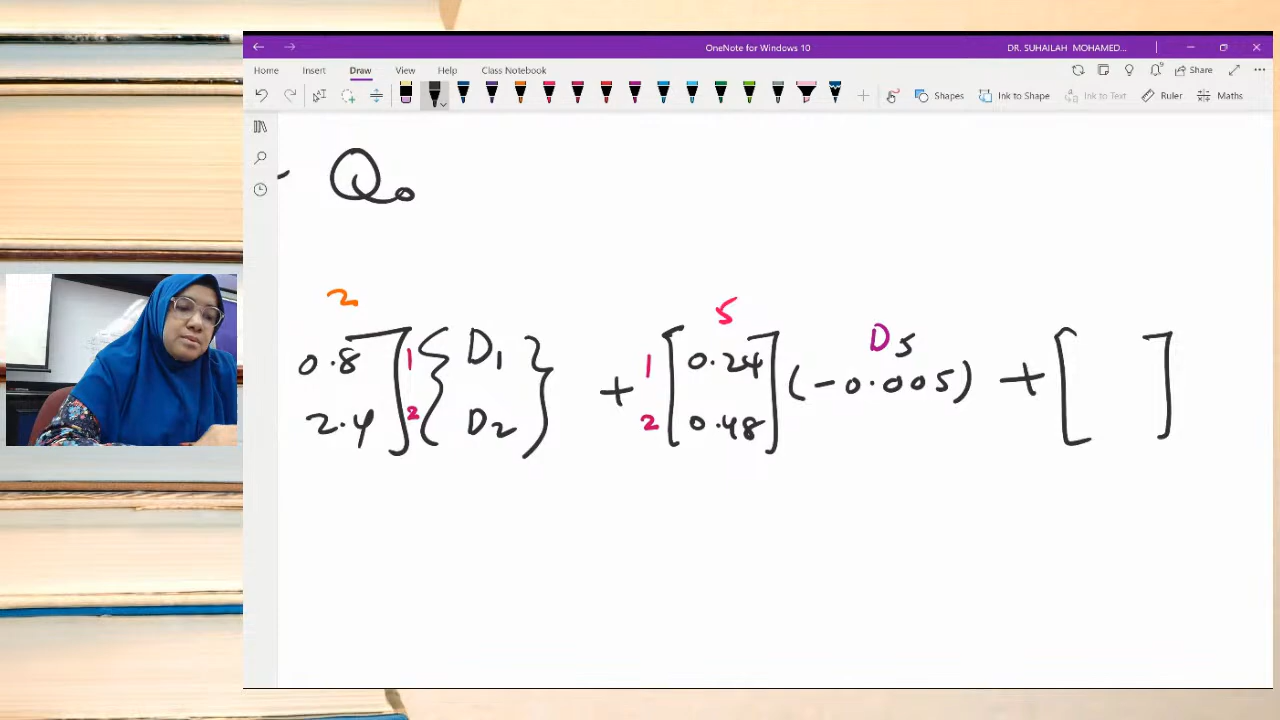 OneNote for Windows 10 DR. SUHAILAH MOHAMED...
Home Insert Draw View Help Class Notebook Share
Shapes Ink to Shape Ink to Text Ruler Maths
Q₀
2 5
0.8 1 D₁ + 1 0.24 (-0.005) D₅ + [ ]
2.4 2 D₂ 2 0.48